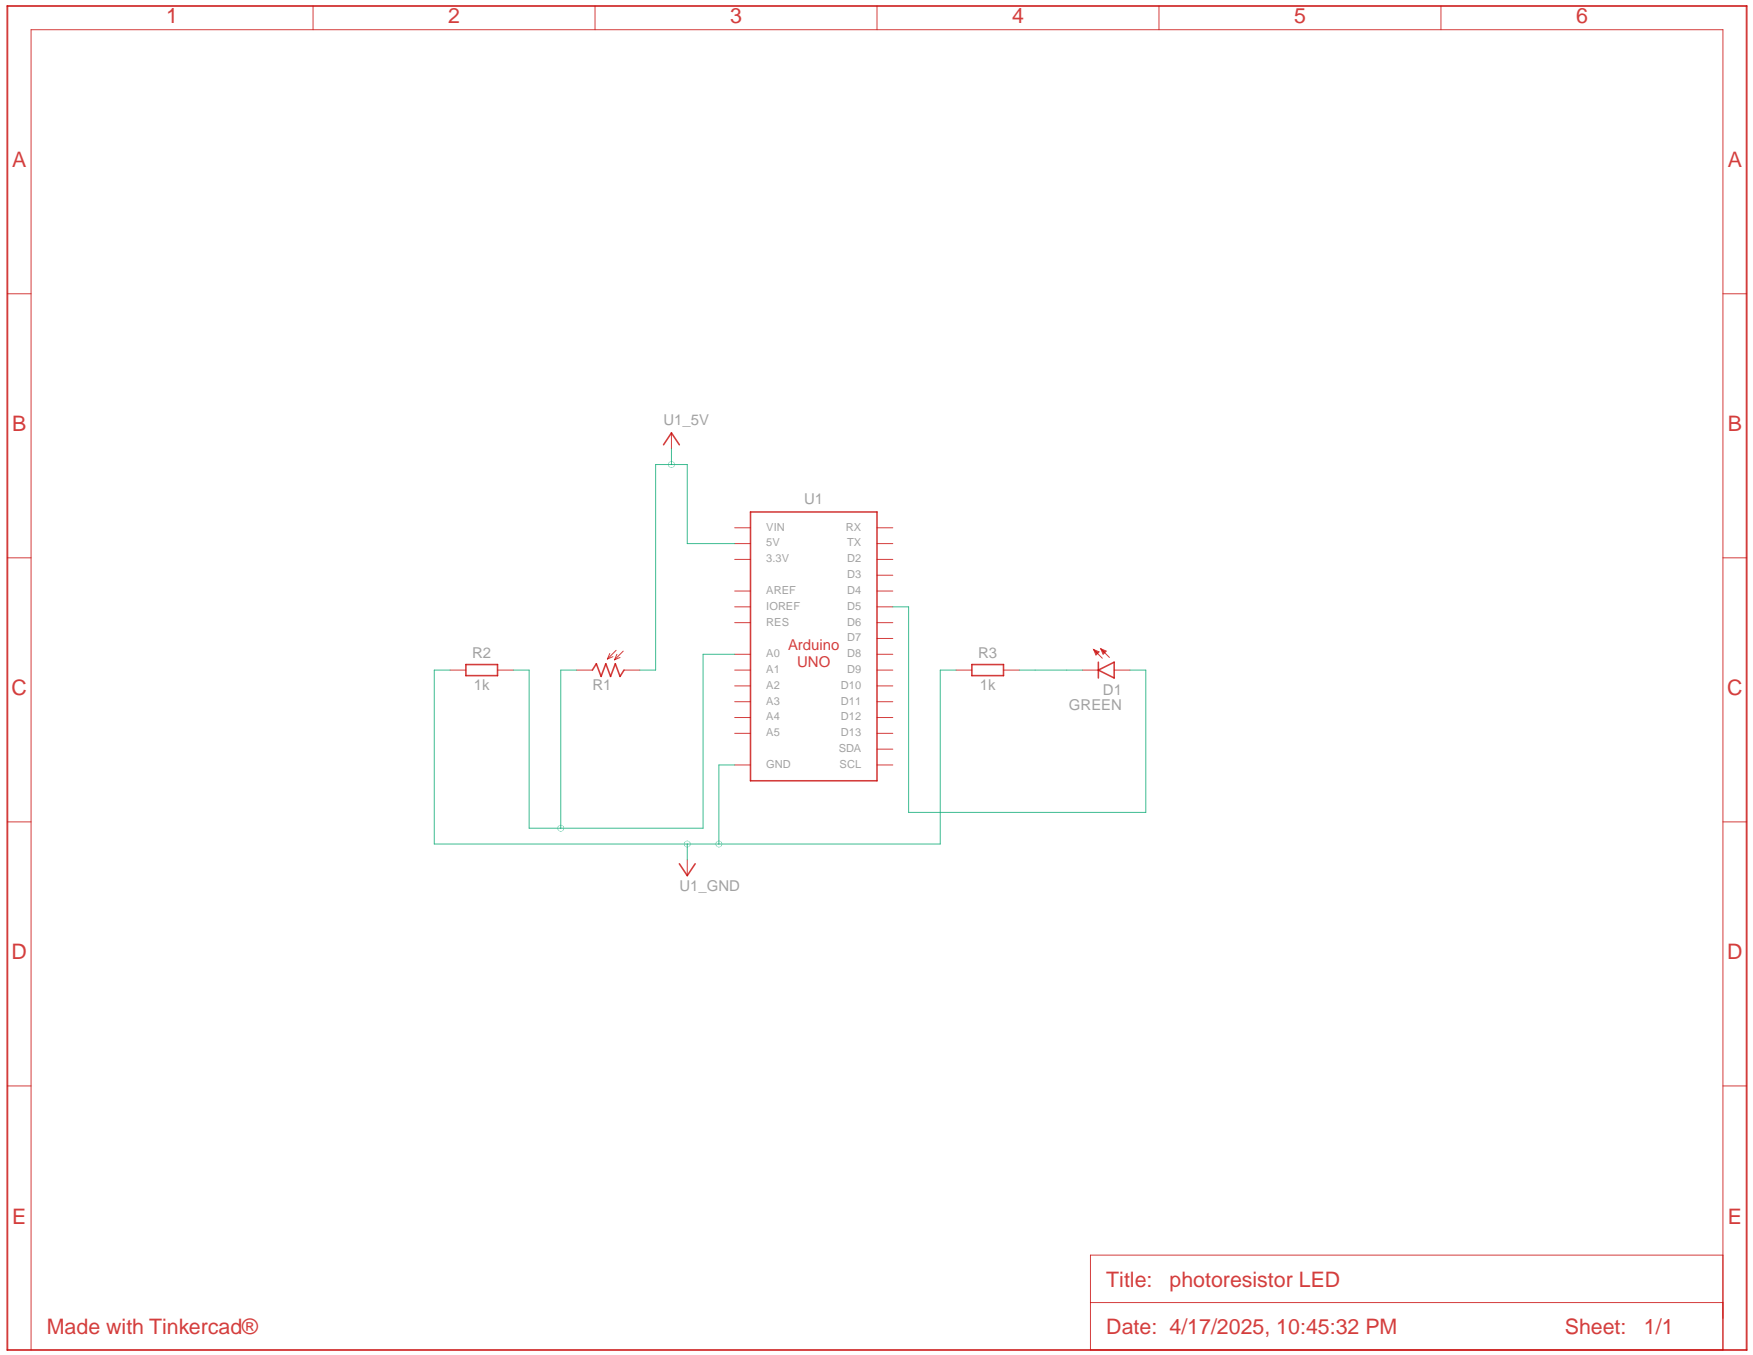 1 2 3 4 5 6
A A
B B
U1_5V
U1
VIN RX
5V TX
3.3V D2
D3
AREF D4
IOREF D5
RES D6
D7
Arduino
UNO
A0 D8
A1 D9
A2 D10
A3 D11
A4 D12
A5 D13
SDA
GND SCL
R2
1k
R1
R3
1k
D1
GREEN
C C
U1_GND
D D
E E
Title: photoresistor LED
Made with Tinkercad®
Date: 4/17/2025, 10:45:32 PM Sheet: 1/1